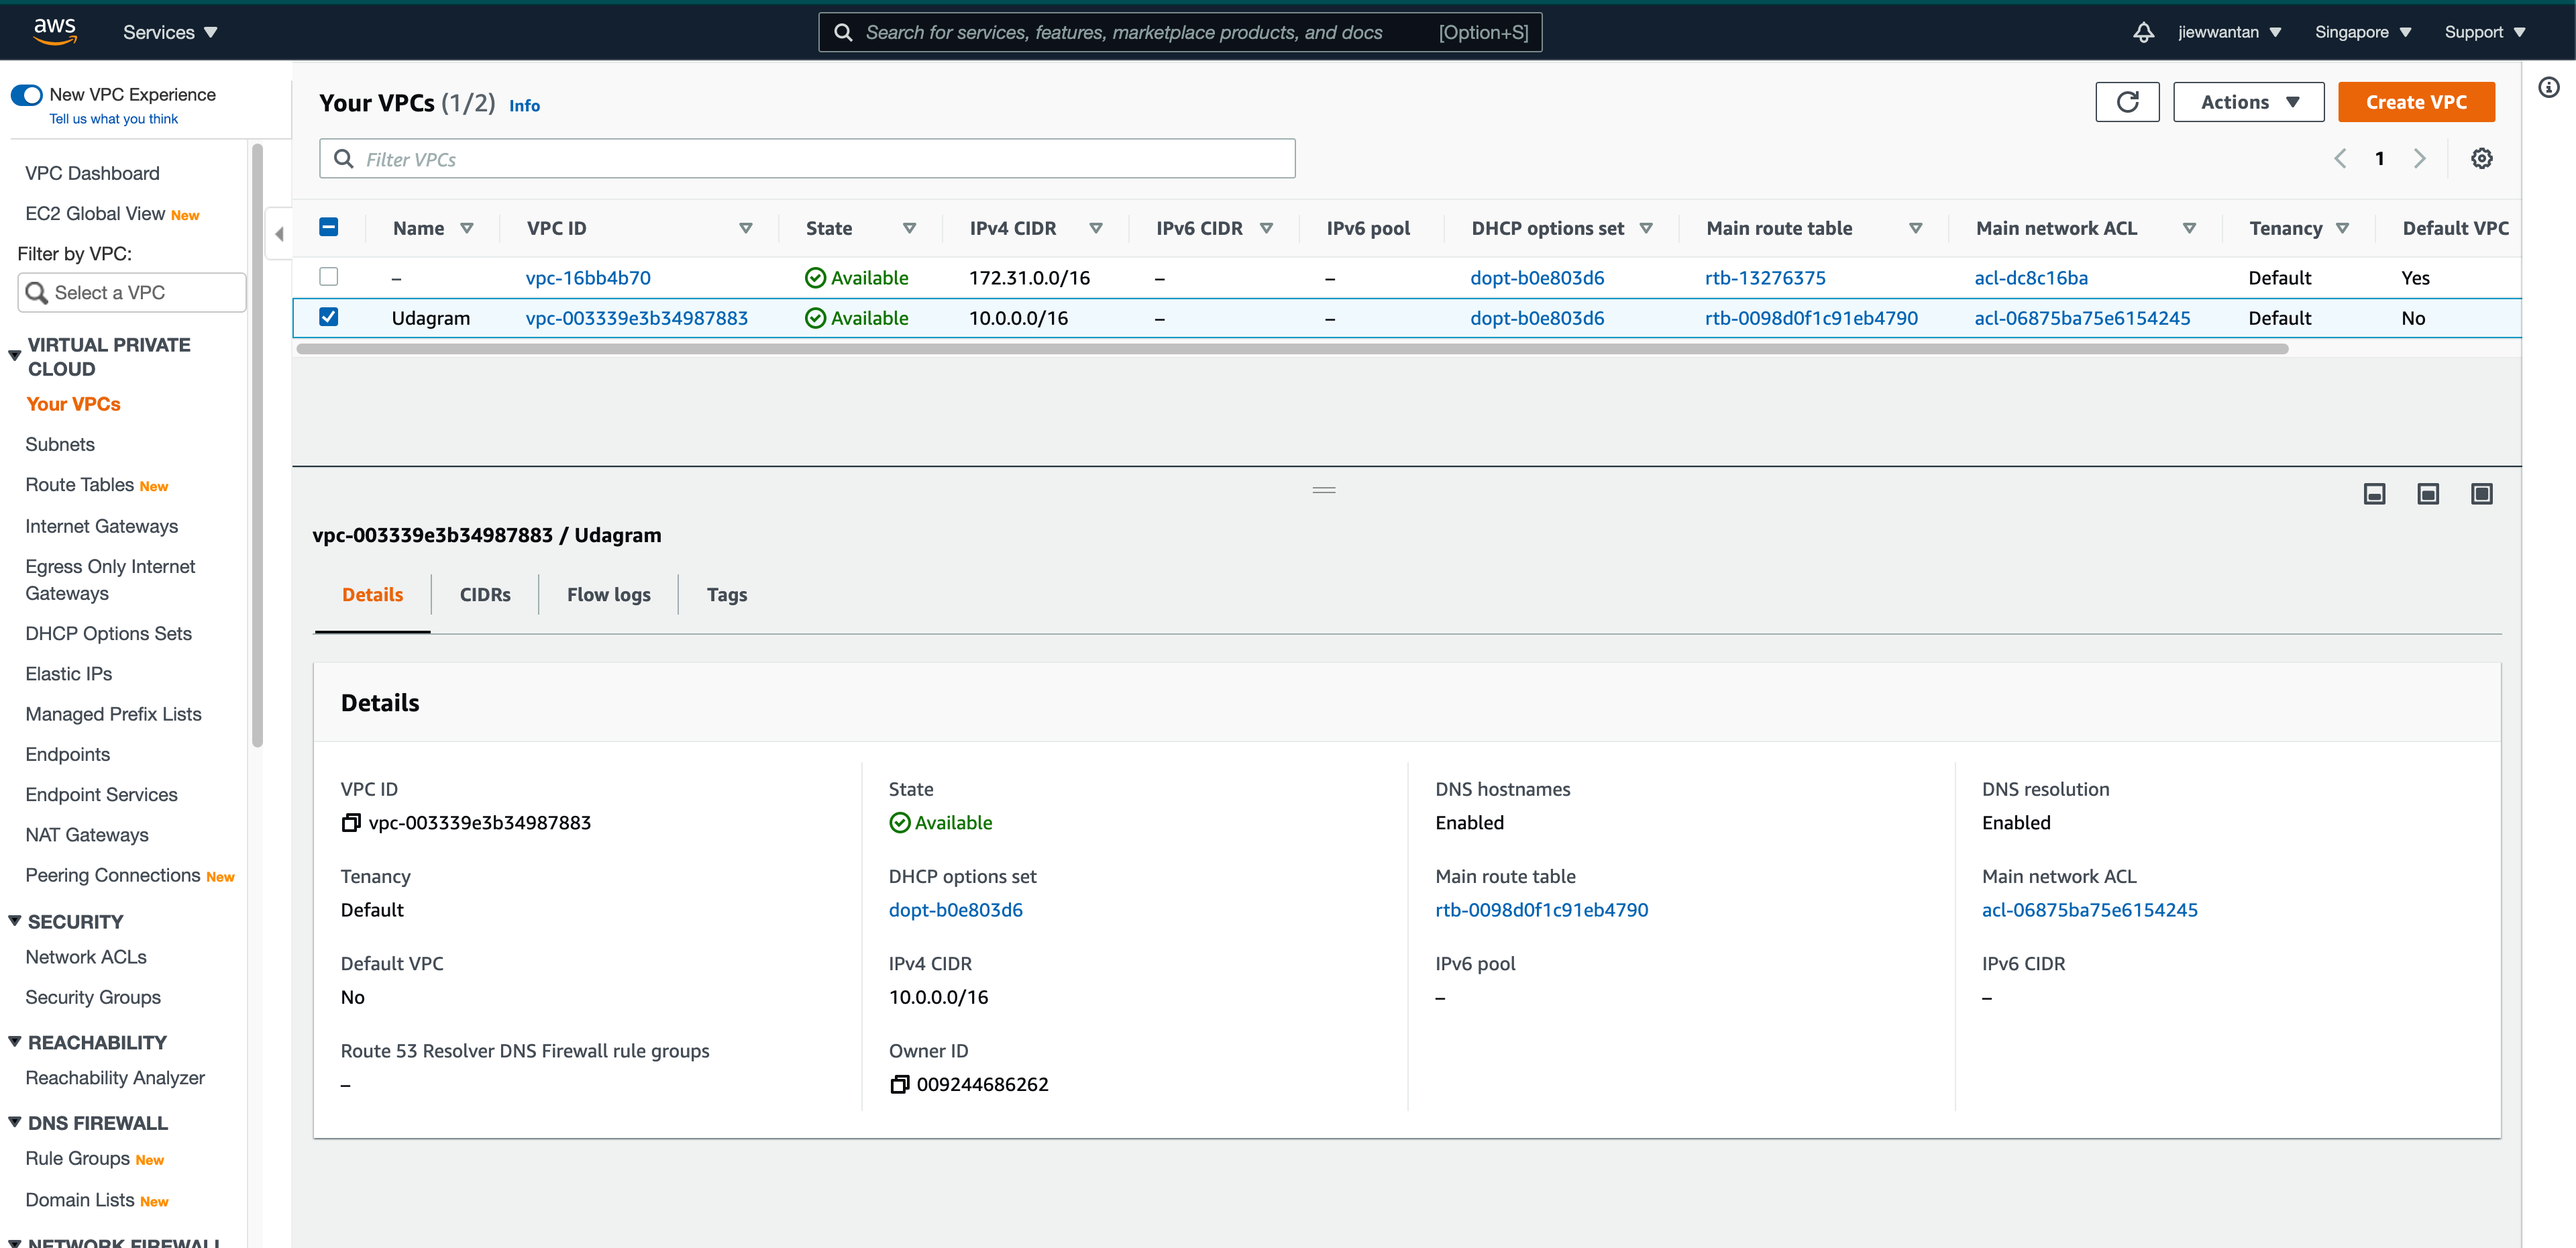 aws
Services ▼
Search for services, features, marketplace products, and docs [Option+S]
jiewwantan ▼
Singapore ▼
Support ▼
New VPC Experience
Tell us what you think
VPC Dashboard
EC2 Global View New
Filter by VPC:
Select a VPC
VIRTUAL PRIVATE
CLOUD
Your VPCs
Subnets
Route Tables New
Internet Gateways
Egress Only Internet
Gateways
DHCP Options Sets
Elastic IPs
Managed Prefix Lists
Endpoints
Endpoint Services
NAT Gateways
Peering Connections New
SECURITY
Network ACLs
Security Groups
REACHABILITY
Reachability Analyzer
DNS FIREWALL
Rule Groups New
Domain Lists New
NETWORK FIREWALL
Your VPCs (1/2) Info
Actions ▼
Create VPC
Filter VPCs
1
Name VPC ID State IPv4 CIDR IPv6 CIDR IPv6 pool DHCP options set Main route table Main network ACL Tenancy Default VPC
– vpc-16bb4b70 Available 172.31.0.0/16 – – dopt-b0e803d6 rtb-13276375 acl-dc8c16ba Default Yes
Udagram vpc-003339e3b34987883 Available 10.0.0.0/16 – – dopt-b0e803d6 rtb-0098d0f1c91eb4790 acl-06875ba75e6154245 Default No
vpc-003339e3b34987883 / Udagram
Details CIDRs Flow logs Tags
Details
VPC ID
vpc-003339e3b34987883
State
Available
DNS hostnames
Enabled
DNS resolution
Enabled
Tenancy
Default
DHCP options set
dopt-b0e803d6
Main route table
rtb-0098d0f1c91eb4790
Main network ACL
acl-06875ba75e6154245
Default VPC
No
IPv4 CIDR
10.0.0.0/16
IPv6 pool
–
IPv6 CIDR
–
Route 53 Resolver DNS Firewall rule groups
–
Owner ID
009244686262